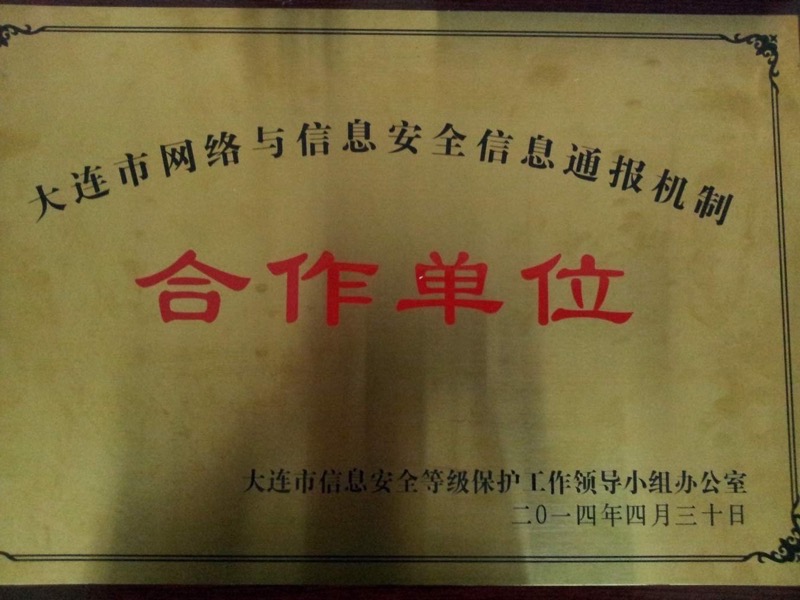 大连市网络与信息安全信息通报机制
合作单位
大连市信息安全等级保护工作领导小组办公室
二〇一四年四月三十日